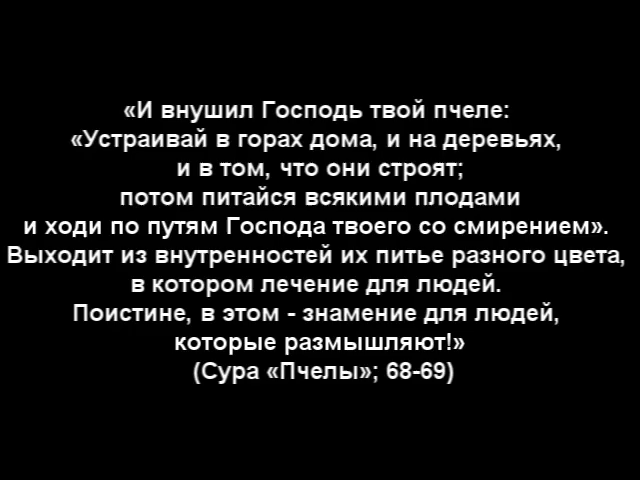 «И внушил Господь твой пчеле:
«Устраивай в горах дома, и на деревьях,
и в том, что они строят;
потом питайся всякими плодами
и ходи по путям Господа твоего со смирением».
Выходит из внутренностей их питье разного цвета,
в котором лечение для людей.
Поистине, в этом - знамение для людей,
которые размышляют!»
(Сура «Пчелы»; 68-69)